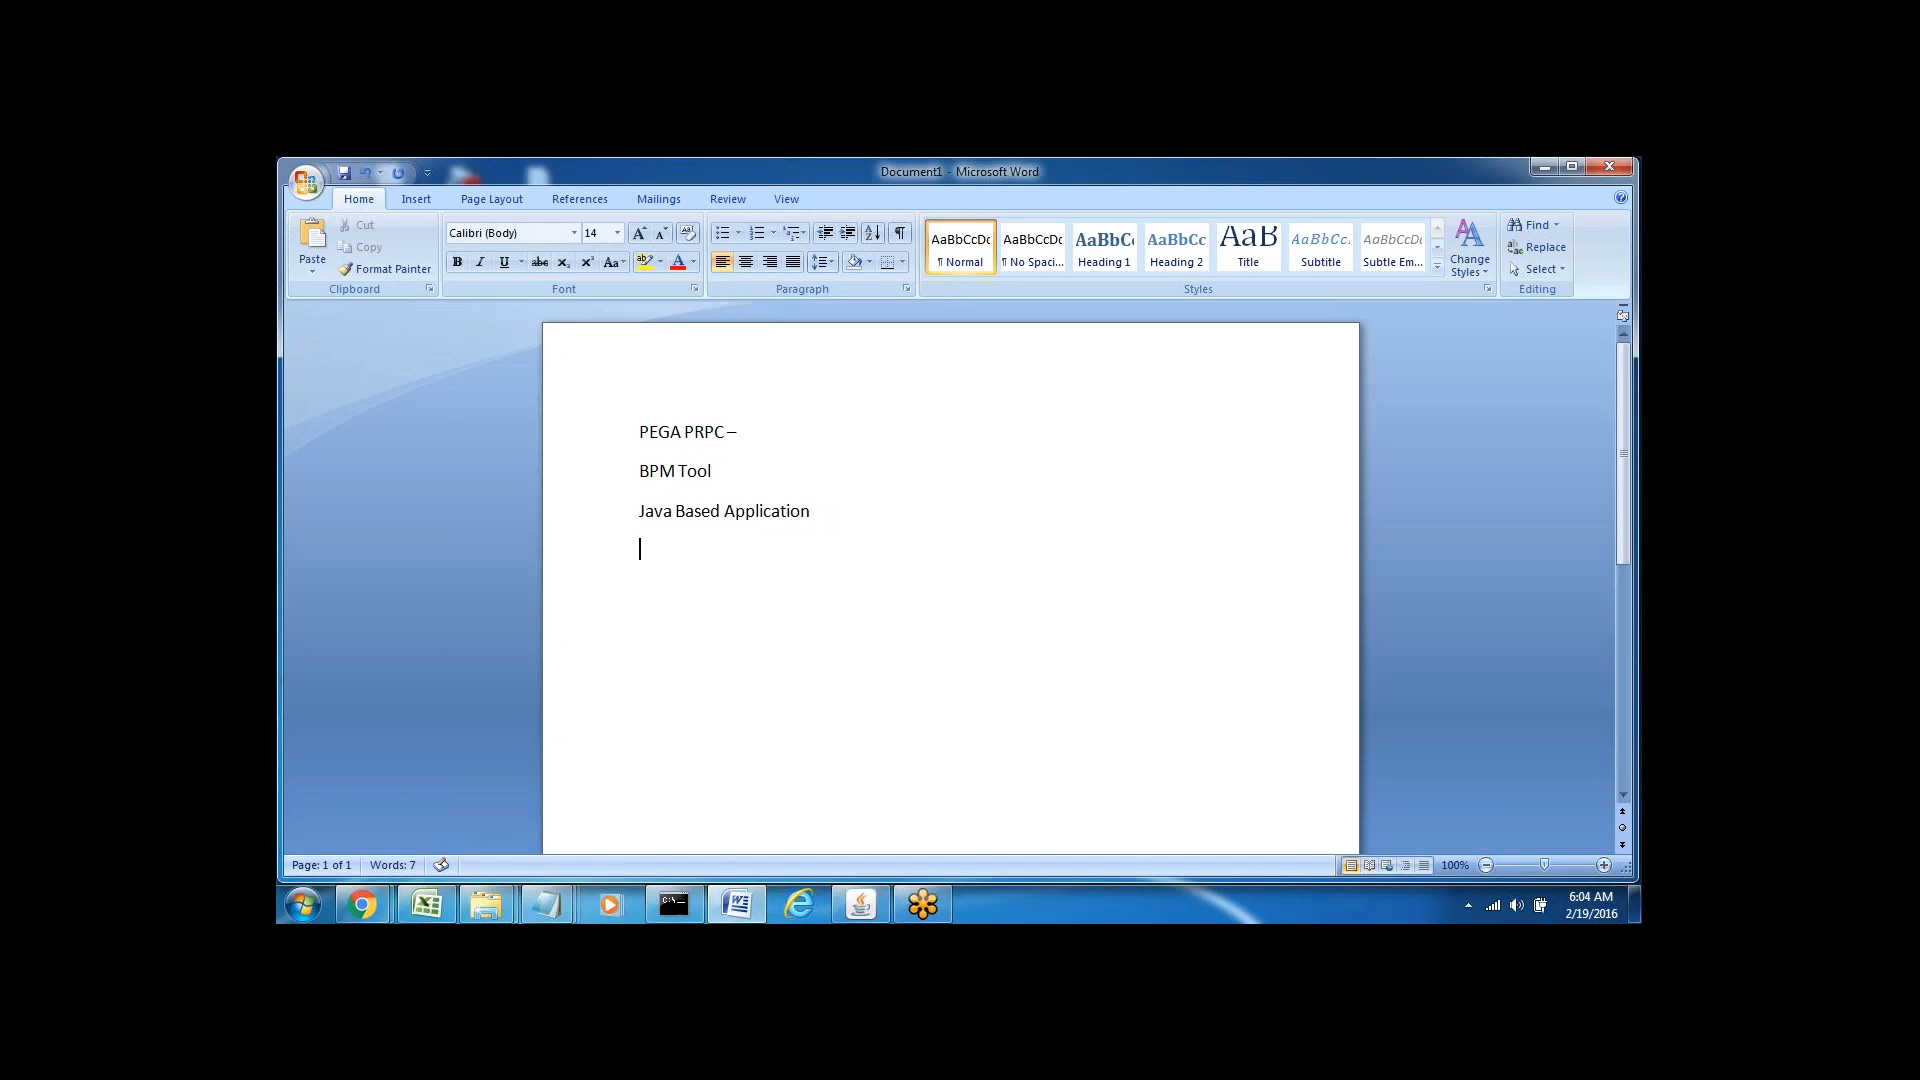 Document1 - Microsoft Word
Home Insert Page Layout References Mailings Review View
Paste
Cut
Copy
Format Painter
Clipboard
Calibri (Body) 14
Font
Paragraph
AaBbCcDc AaBbCcDc AaBbC AaBbCc AaB AaBbCc. AaBbCcDc
¶ Normal ¶ No Spaci... Heading 1 Heading 2 Title Subtitle Subtle Em...
Change Styles
Styles
Find
Replace
Select
Editing
PEGA PRPC –
BPM Tool
Java Based Application
Page: 1 of 1 Words: 7 100%
6:04 AM
2/19/2016